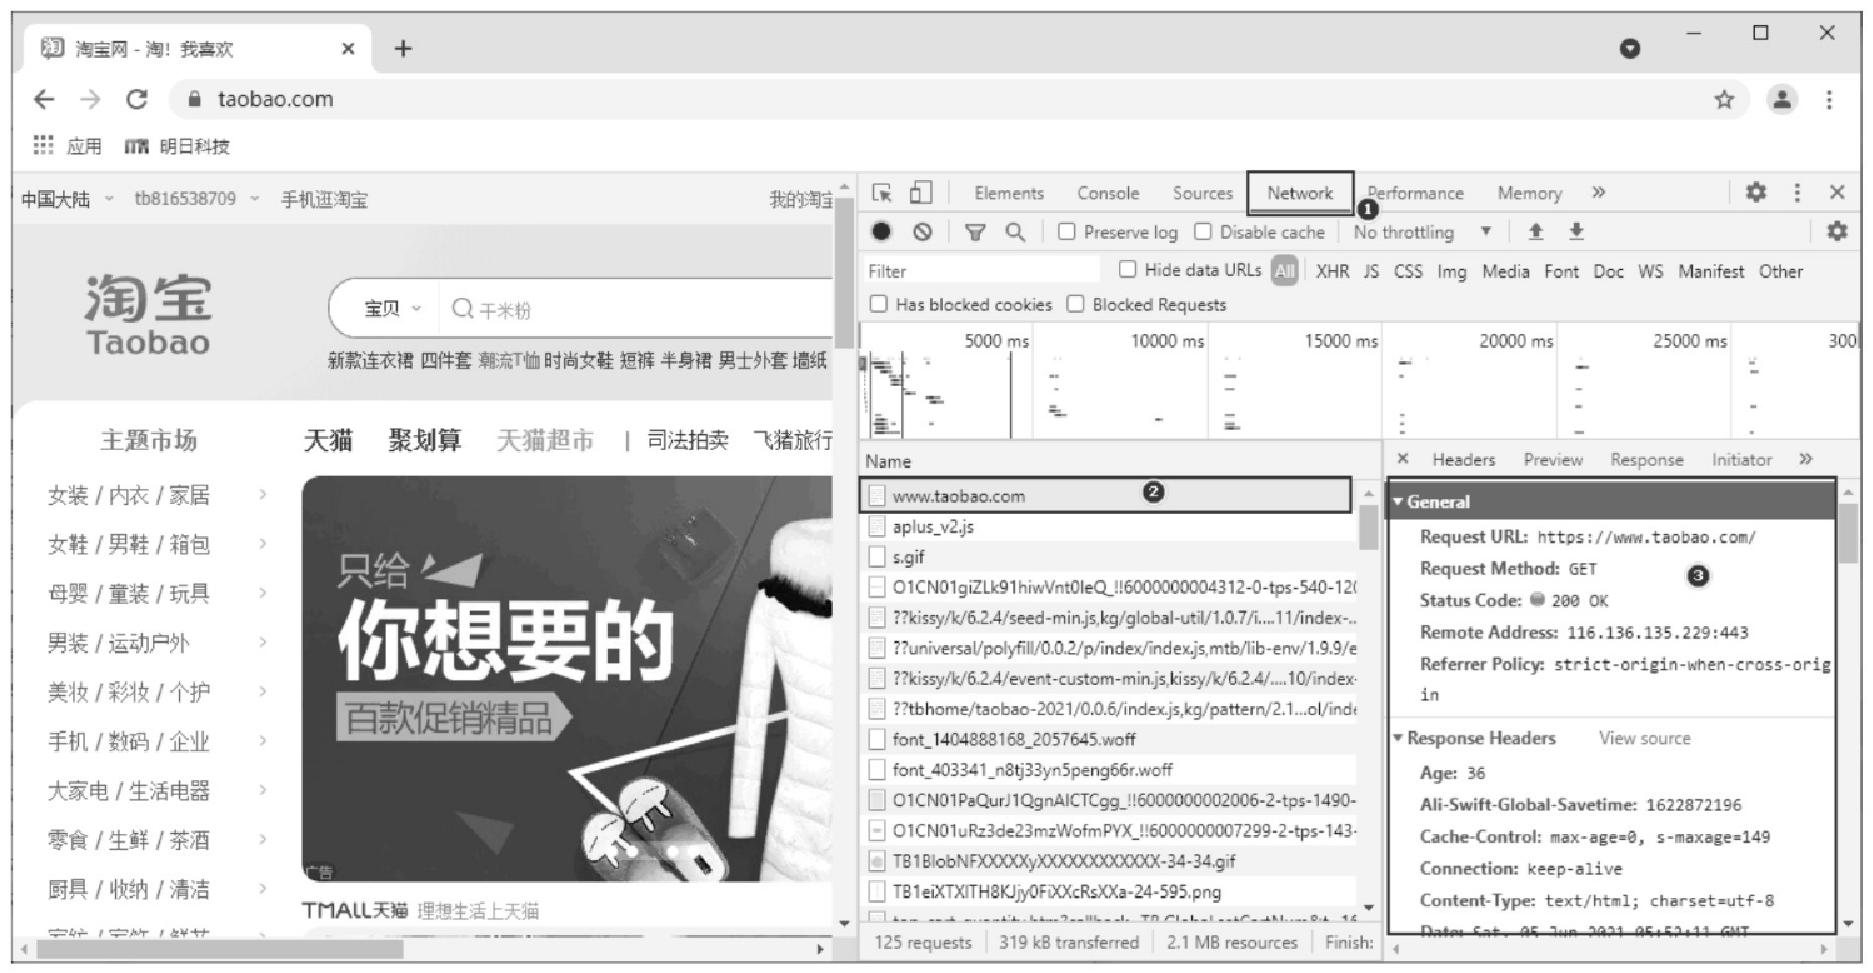 淘宝网 - 淘！我喜欢
taobao.com
应用 明日科技
中国大陆 tb816538709 手机逛淘宝 我的淘宝
淘宝
Taobao
宝贝 干米粉
新款连衣裙 四件套 潮流T恤 时尚女鞋 短裤 半身裙 男士外套 墙纸
主题市场
天猫 聚划算 天猫超市 | 司法拍卖 飞猪旅行
女装 / 内衣 / 家居
女鞋 / 男鞋 / 箱包
母婴 / 童装 / 玩具
男装 / 运动户外
美妆 / 彩妆 / 个护
手机 / 数码 / 企业
大家电 / 生活电器
零食 / 生鲜 / 茶酒
厨具 / 收纳 / 清洁
只给
你想要的
百款促销精品
广告
TMALL天猫 理想生活上天猫
Elements Console Sources Network Performance Memory
1
Preserve log Disable cache No throttling
Filter Hide data URLs All XHR JS CSS Img Media Font Doc WS Manifest Other
Has blocked cookies Blocked Requests
5000 ms 10000 ms 15000 ms 20000 ms 25000 ms 300
Name
www.taobao.com 2
aplus_v2.js
s.gif
O1CN01giZLk91hiwVnt0IeQ_!!6000000004312-0-tps-540-120
??kissy/k/6.2.4/seed-min.js,kg/global-util/1.0.7/i....11/index-..
??universal/polyfill/0.0.2/p/index/index.js,mtb/lib-env/1.9.9/e
??kissy/k/6.2.4/event-custom-min.js,kissy/k/6.2.4/....10/index-
??tbhome/taobao-2021/0.0.6/index.js,kg/pattern/2.1...ol/inde
font_1404888168_2057645.woff
font_403341_n8tj33yn5peng66r.woff
O1CN01PaQurJ1QgnAICTCgg_!!6000000002006-2-tps-1490-
O1CN01uRz3de23mzWofmPYX_!!6000000007299-2-tps-143-
TB1BlobNFXXXXXyXXXXXXXXXXXX-34-34.gif
TB1eiXTXlTH8KJjy0FiXXcRsXXa-24-595.png
125 requests 319 kB transferred 2.1 MB resources Finish:
Headers Preview Response Initiator
General
Request URL: https://www.taobao.com/
Request Method: GET
3
Status Code: 200 OK
Remote Address: 116.136.135.229:443
Referrer Policy: strict-origin-when-cross-orig
in
Response Headers View source
Age: 36
Ali-Swift-Global-Savetime: 1622872196
Cache-Control: max-age=0, s-maxage=149
Connection: keep-alive
Content-Type: text/html; charset=utf-8
Date: Sat, 05 Jun 2021 05:52:11 GMT